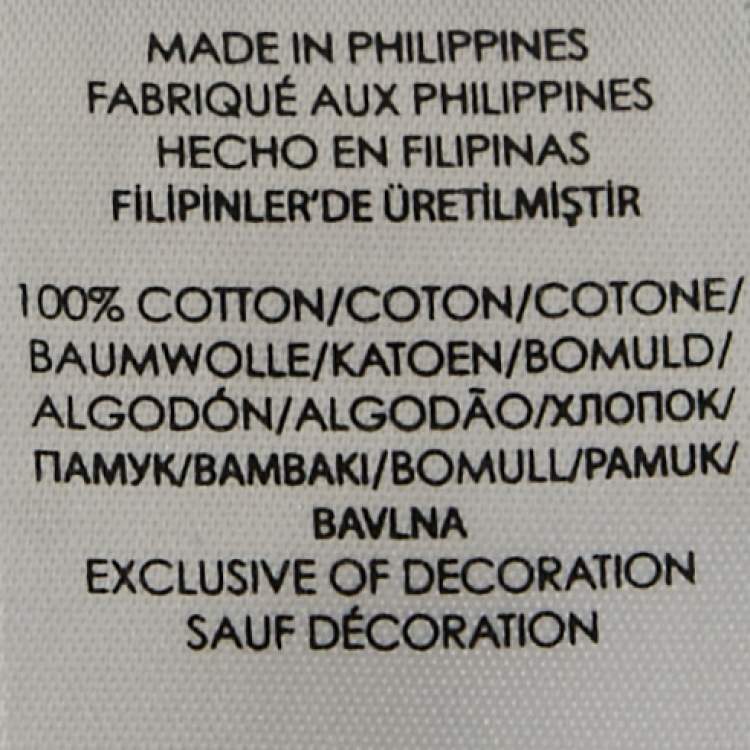 MADE IN PHILIPPINES
FABRIQUÉ AUX PHILIPPINES
HECHO EN FILIPINAS
FİLİPİNLER'DE ÜRETİLMİŞTİR
100% COTTON/COTON/COTONE/
BAUMWOLLE/KATOEN/BOMULD/
ALGODÓN/ALGODÃO/ХЛОПОК/
ПАМУК/BAMBAKI/BOMULL/PAMUK/
BAVLNA
EXCLUSIVE OF DECORATION
SAUF DÉCORATION